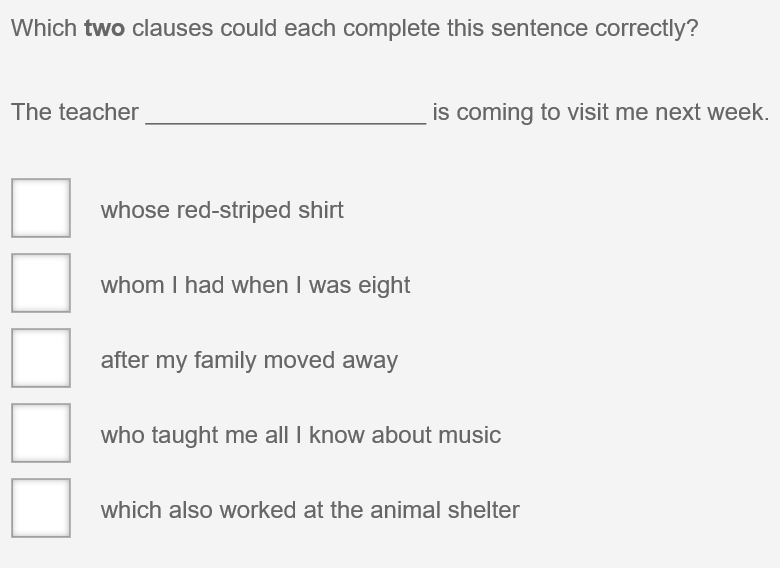 Which two clauses could each complete this sentence correctly?
The teacher ______________________ is coming to visit me next week.
whose red-striped shirt
whom I had when I was eight
after my family moved away
who taught me all I know about music
which also worked at the animal shelter